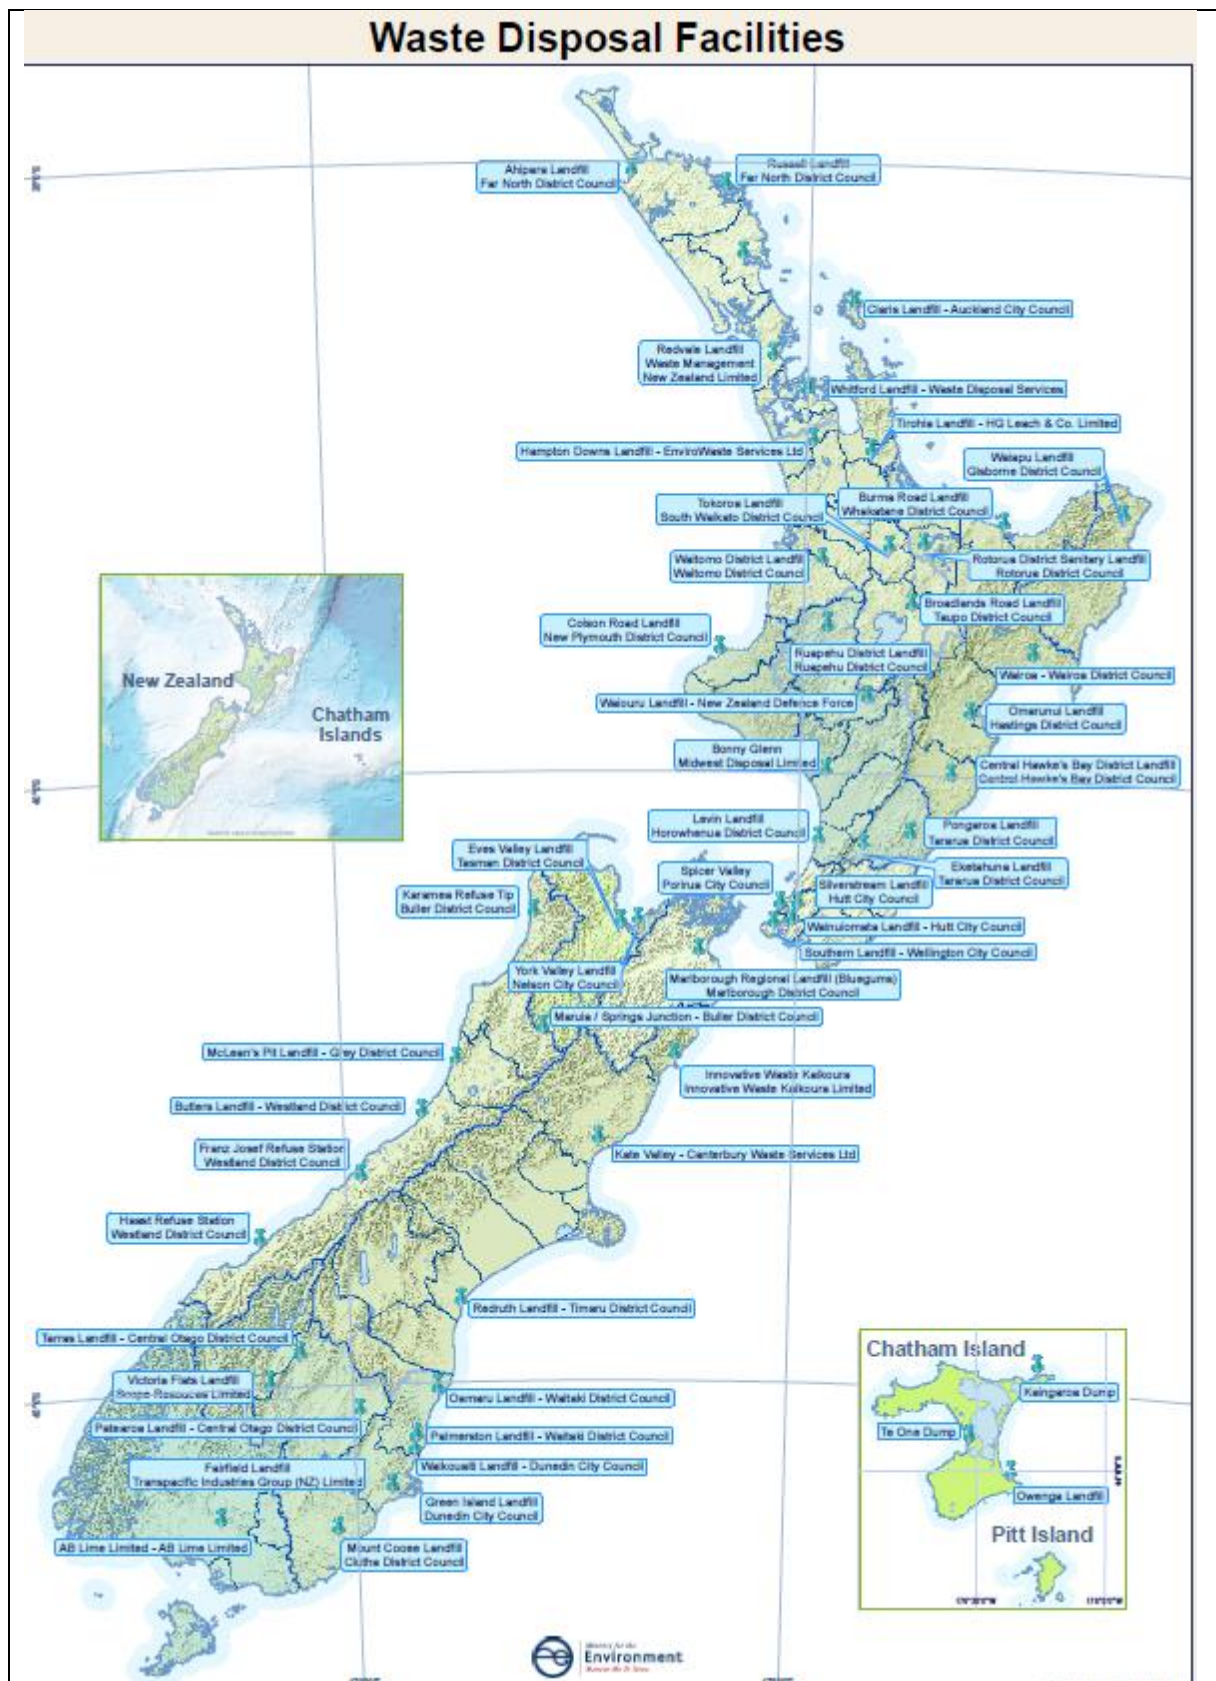 Waste Disposal Facilities
Ahipara Landfill
Far North District Council
Russell Landfill
Far North District Council
Claris Landfill - Auckland City Council
Redvale Landfill
Waste Management
New Zealand Limited
Whitford Landfill - Waste Disposal Services
Tirohia Landfill - HG Leach & Co. Limited
Hampton Downs Landfill - EnviroWaste Services Ltd
Waiapu Landfill
Gisborne District Council
Tokoroa Landfill
South Waikato District Council
Burma Road Landfill
Whakatane District Council
Waitomo District Landfill
Waitomo District Council
Rotorua District Sanitary Landfill
Rotorua District Council
Broadlands Road Landfill
Taupo District Council
Colson Road Landfill
New Plymouth District Council
Ruapehu District Landfill
Ruapehu District Council
Wairoa - Wairoa District Council
Waiouru Landfill - New Zealand Defence Force
Omarunui Landfill
Hastings District Council
Bonny Glenn
Midwest Disposal Limited
Central Hawke's Bay District Landfill
Central Hawke's Bay District Council
Levin Landfill
Horowhenua District Council
Pongaroa Landfill
Tararua District Council
Eketahuna Landfill
Tararua District Council
Eves Valley Landfill
Tasman District Council
Spicer Valley
Porirua City Council
Silverstream Landfill
Hutt City Council
Karamea Refuse Tip
Buller District Council
Wainuiomata Landfill - Hutt City Council
Southern Landfill - Wellington City Council
York Valley Landfill
Nelson City Council
Marlborough Regional Landfill (Bluegums)
Marlborough District Council
Maruia / Springs Junction - Buller District Council
McLean's Pit Landfill - Grey District Council
Innovative Waste Kaikoura
Innovative Waste Kaikoura Limited
Butlers Landfill - Westland District Council
Franz Josef Refuse Station
Westland District Council
Kate Valley - Canterbury Waste Services Ltd
Haast Refuse Station
Westland District Council
Redruth Landfill - Timaru District Council
Tarras Landfill - Central Otago District Council
Victoria Flats Landfill
Scope Resouces Limited
Oamaru Landfill - Waitaki District Council
Patearoa Landfill - Central Otago District Council
Palmerston Landfill - Waitaki District Council
Fairfield Landfill
Transpacific Industries Group (NZ) Limited
Waikouaiti Landfill - Dunedin City Council
Green Island Landfill
Dunedin City Council
AB Lime Limited - AB Lime Limited
Mount Cooee Landfill
Clutha District Council
New Zealand
Chatham
Islands
Chatham Island
Kaingaroa Dump
Te One Dump
Owenga Landfill
Pitt Island
Ministry for the
Environment